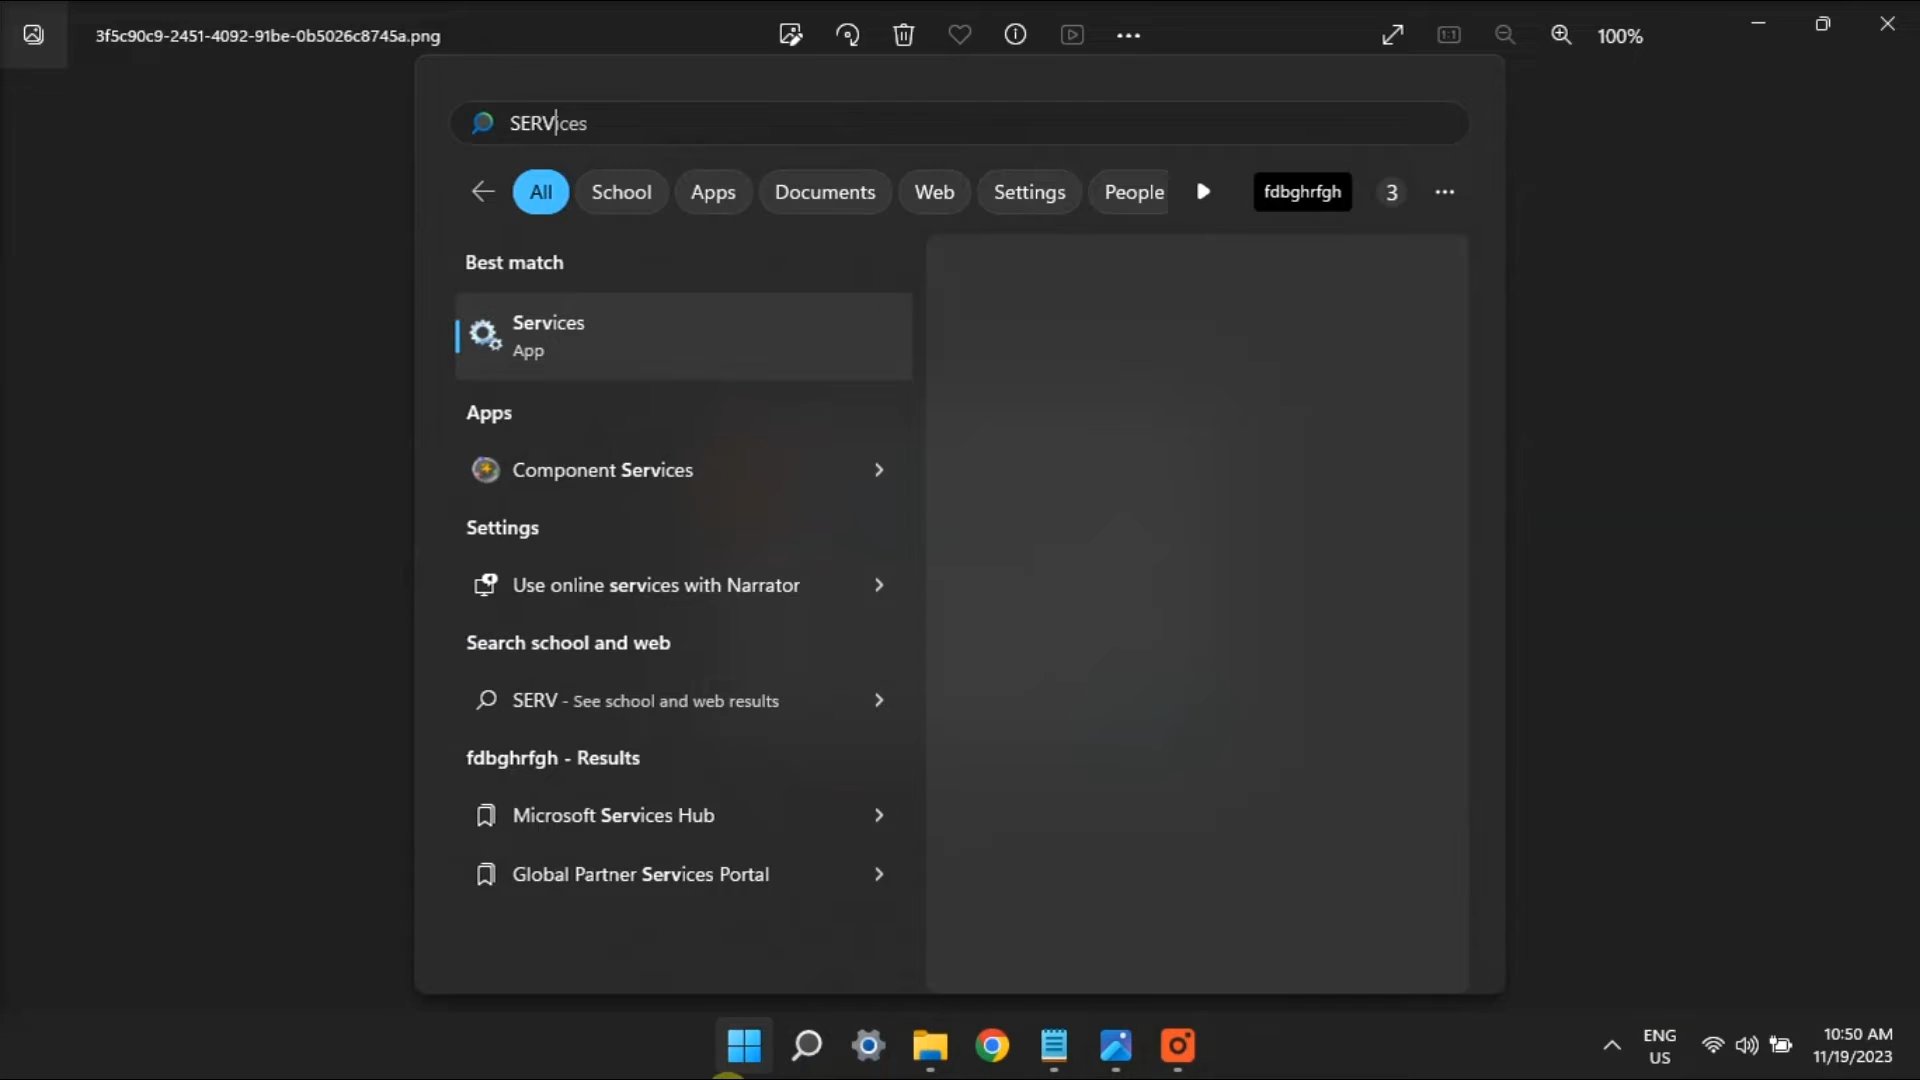 3f5c90c9-2451-4092-91be-0b5026c8745a.png
1:1
100%
SERVices
All School Apps Documents Web Settings People fdbghrfgh 3
Best match
Services
App
Apps
Component Services
Settings
Use online services with Narrator
Search school and web
SERV - See school and web results
fdbghrfgh - Results
Microsoft Services Hub
Global Partner Services Portal
ENG
US
10:50 AM
11/19/2023